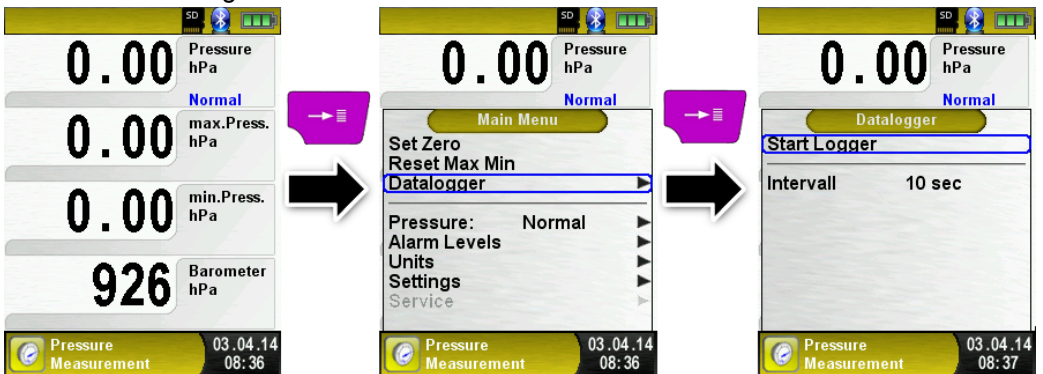 SD
0.00 Pressure hPa
Normal
0.00 max.Press. hPa
0.00 min.Press. hPa
926 Barometer hPa
Pressure Measurement
03.04.14
08:36
SD
0.00 Pressure hPa
Normal
Main Menu
Set Zero
Reset Max Min
Datalogger
Pressure: Normal
Alarm Levels
Units
Settings
Service
Pressure Measurement
03.04.14
08:36
SD
0.00 Pressure hPa
Normal
Datalogger
Start Logger
Intervall 10 sec
Pressure Measurement
03.04.14
08:37